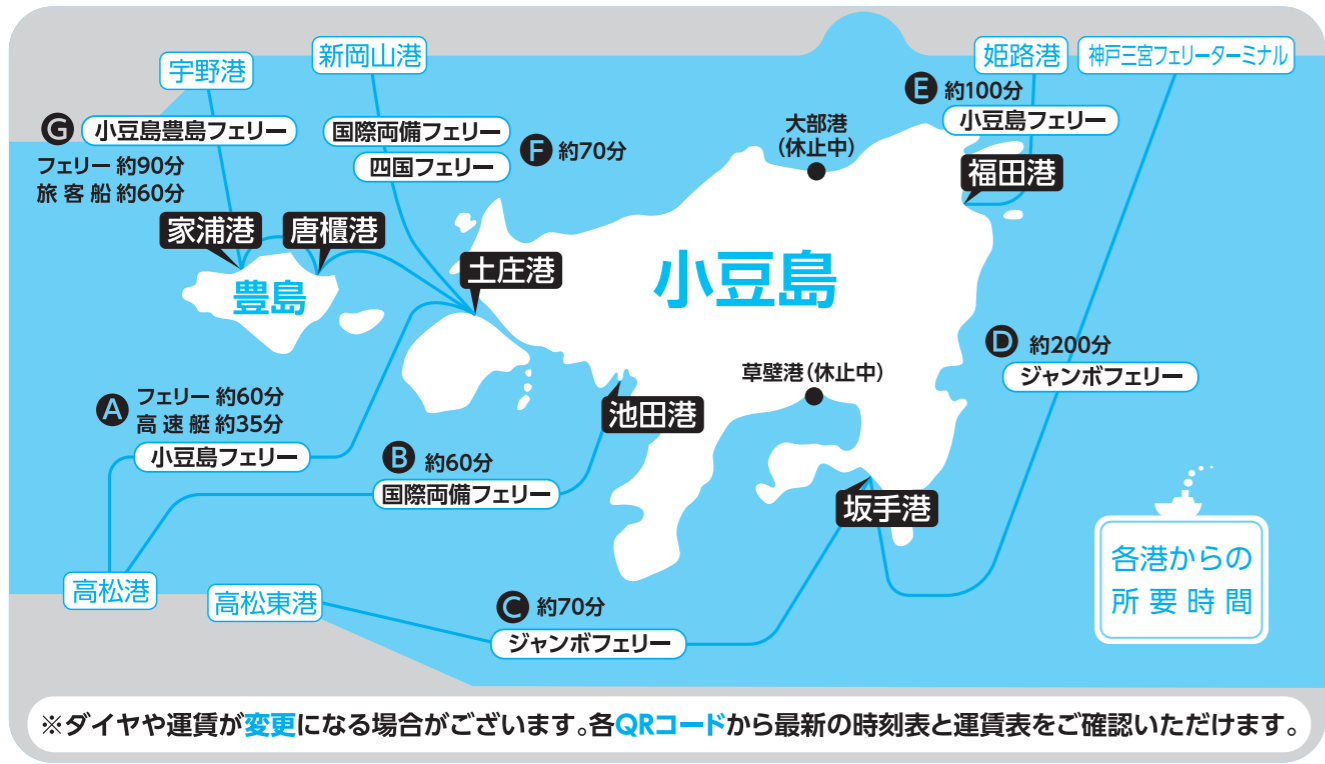 宇野港
新岡山港
姫路港
神戸三宮フェリーターミナル
G 小豆島豊島フェリー
フェリー 約90分
旅客船 約60分
国際両備フェリー
四国フェリー
F 約70分
大部港
(休止中)
E 約100分
小豆島フェリー
福田港
家浦港
唐櫃港
土庄港
豊島
小豆島
A フェリー 約60分
高速艇 約35分
小豆島フェリー
B 約60分
国際両備フェリー
池田港
草壁港(休止中)
D 約200分
ジャンボフェリー
坂手港
高松港
高松東港
C 約70分
ジャンボフェリー
各港からの
所要時間
※ダイヤや運賃が変更になる場合がございます。各QRコードから最新の時刻表と運賃表をご確認いただけます。